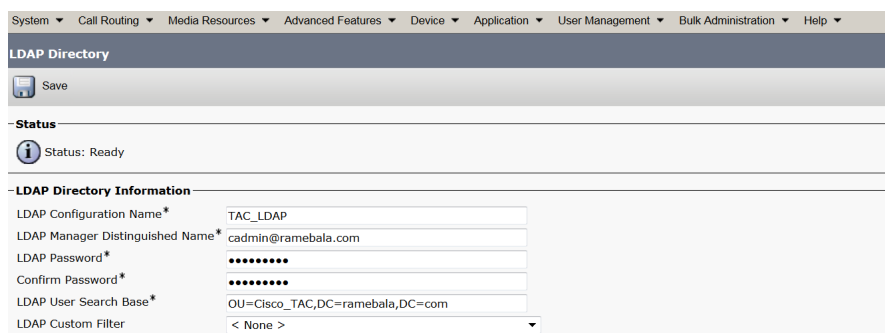 System Call Routing Media Resources Advanced Features Device Application User Management Bulk Administration Help
LDAP Directory
Save
Status
Status: Ready
LDAP Directory Information
LDAP Configuration Name* TAC_LDAP
LDAP Manager Distinguished Name* cadmin@ramebala.com
LDAP Password* •••••••••
Confirm Password* •••••••••
LDAP User Search Base* OU=Cisco_TAC,DC=ramebala,DC=com
LDAP Custom Filter < None >